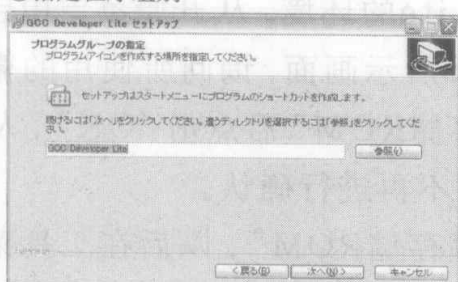 GCC Developer Lite セットアップ
プログラムグループの指定
プログラムアイコンを作成する場所を指定してください。
セットアップはスタートメニューにプログラムのショートカットを作成します。
続けるには「次へ」をクリックしてください。違うディレクトリを選択するには「参照」をクリックしてくだ
さい。
GCC Developer Lite
参照(R)
< 戻る(B)
次へ(N) >
キャンセル